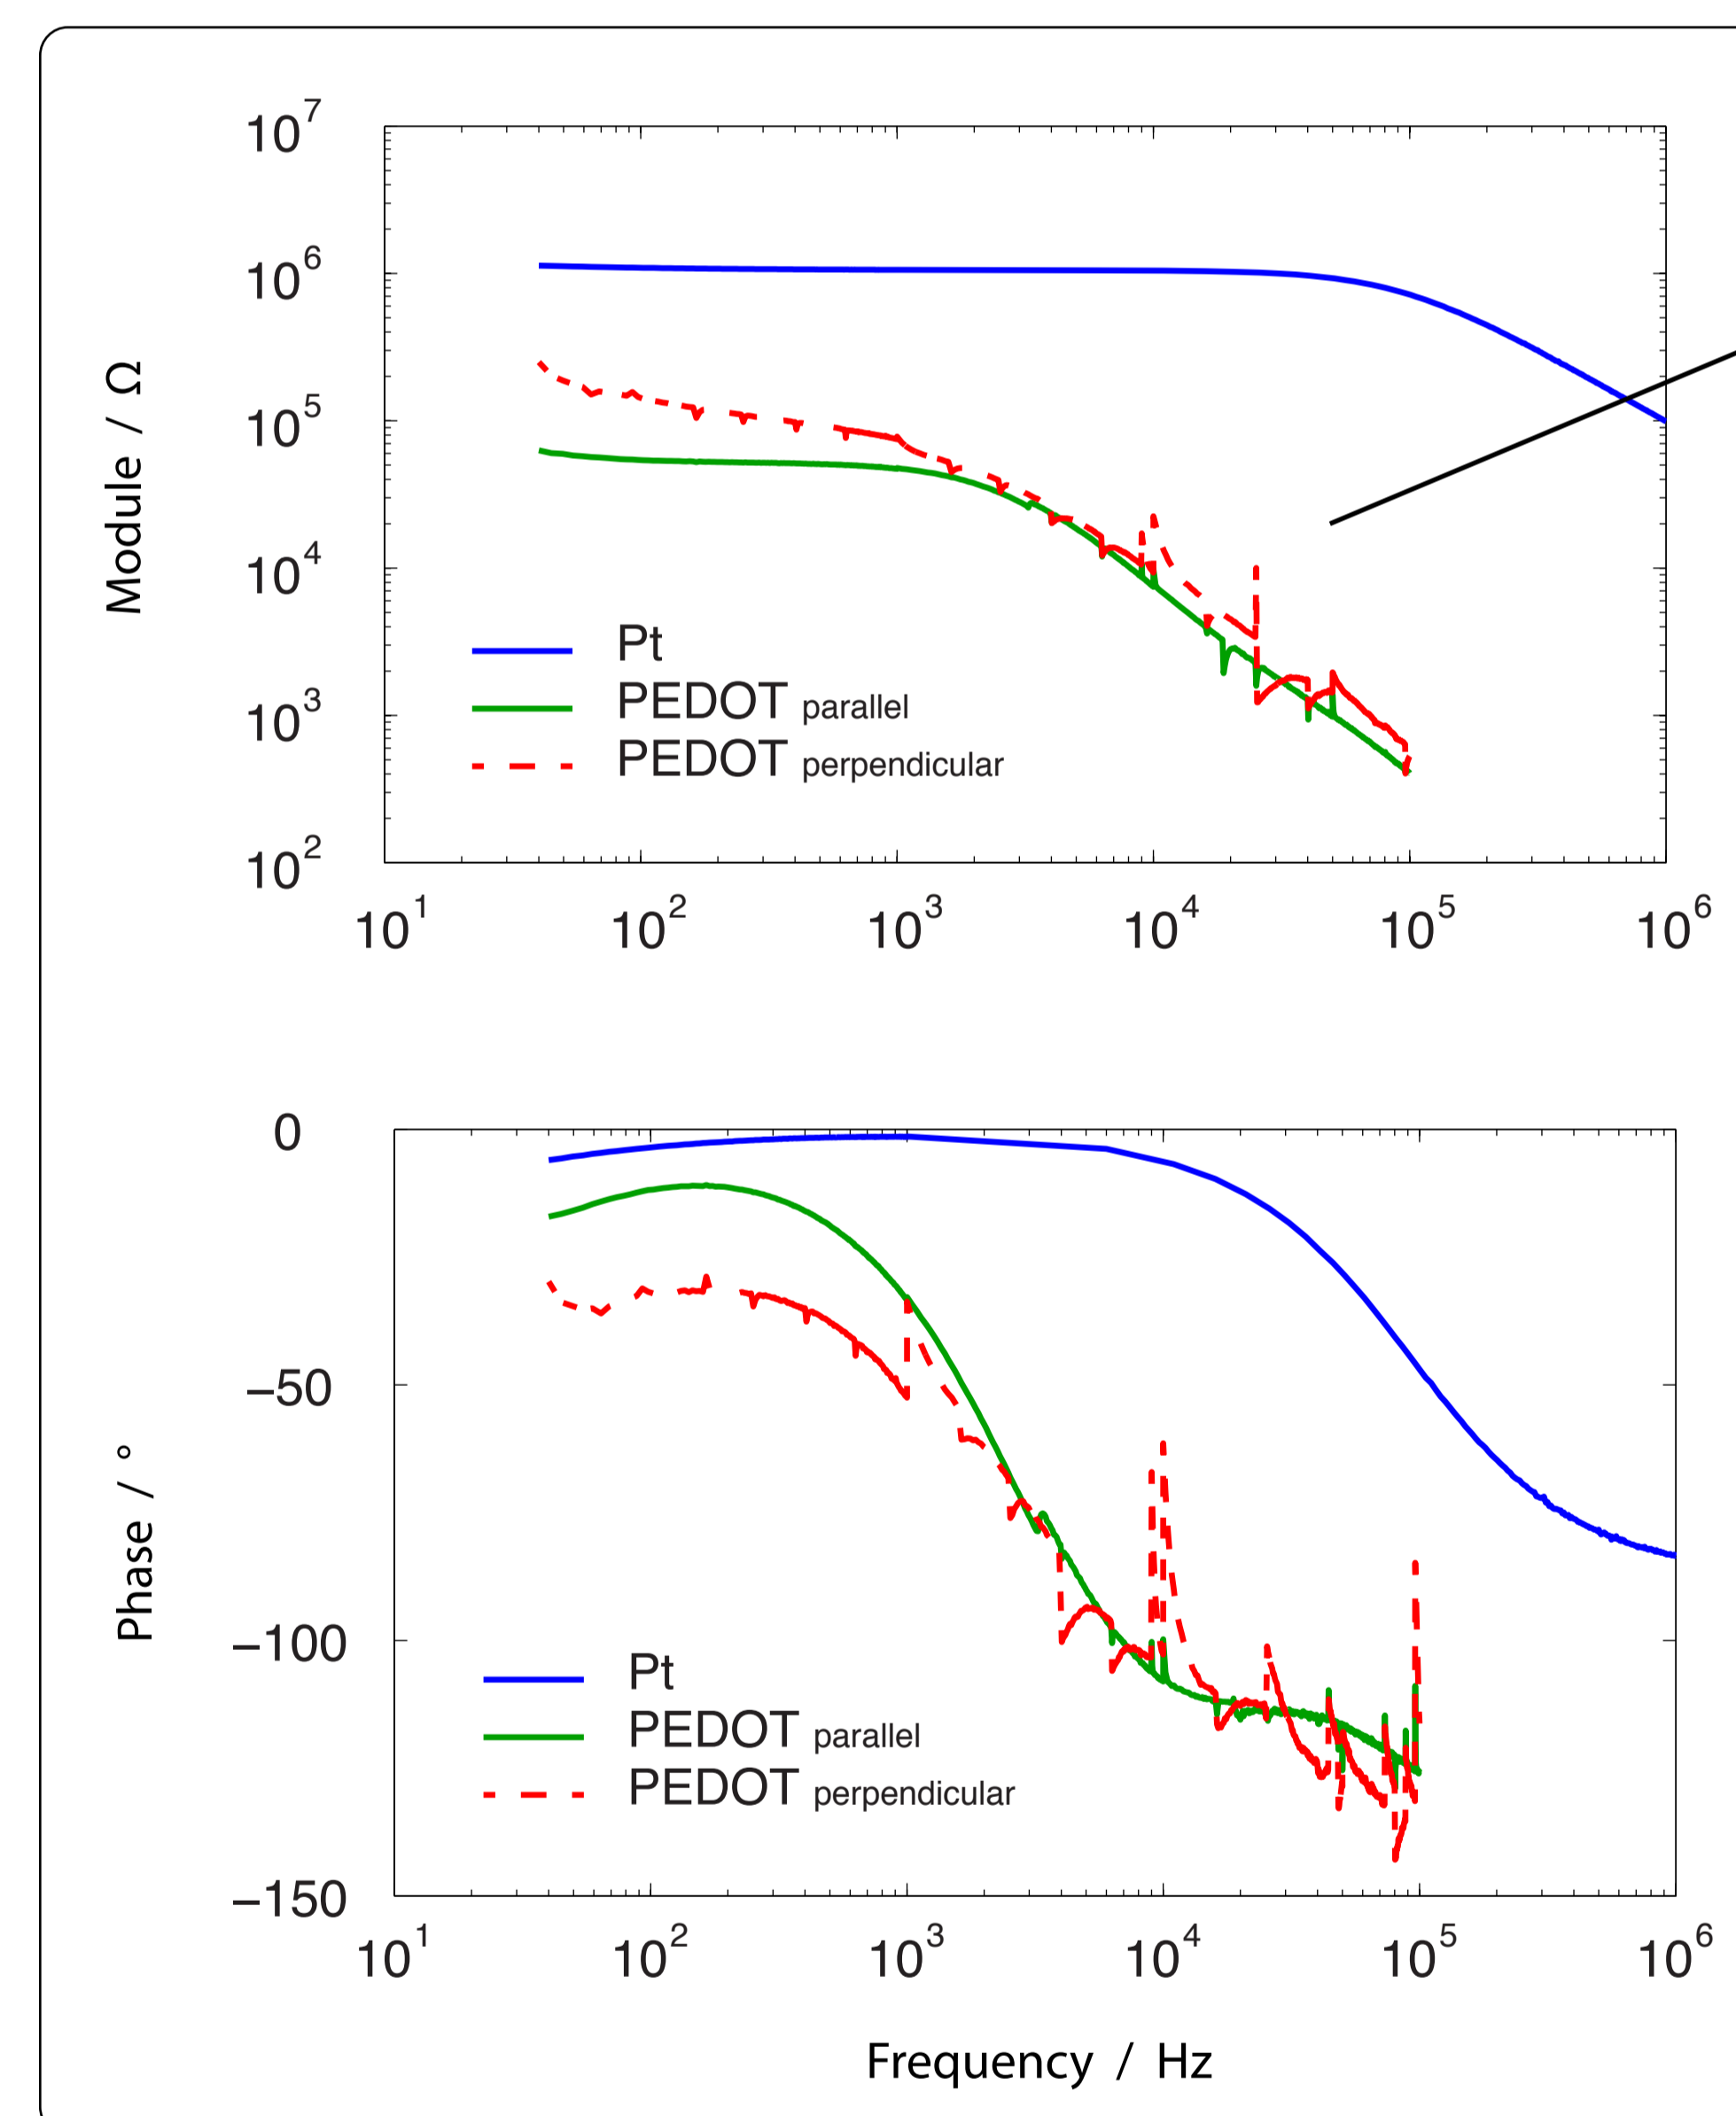 10^7
10^6
10^5
10^4
10^3
10^2
Module / Ω
Pt
PEDOT parallel
PEDOT perpendicular
10^1 10^2 10^3 10^4 10^5 10^6
0
−50
−100
−150
Phase / °
Pt
PEDOT parallel
PEDOT perpendicular
10^1 10^2 10^3 10^4 10^5 10^6
Frequency / Hz